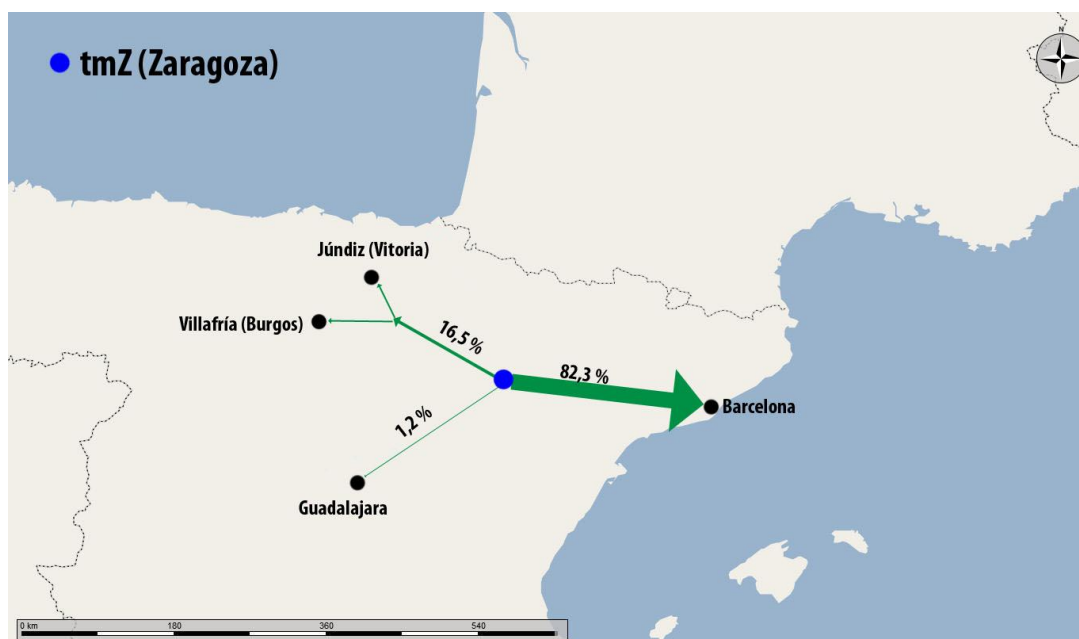 tmZ (Zaragoza)
N
Júndiz (Vitoria)
Villafría (Burgos)
16,5 %
82,3 %
Barcelona
1,2 %
Guadalajara
0 km 180 360 540